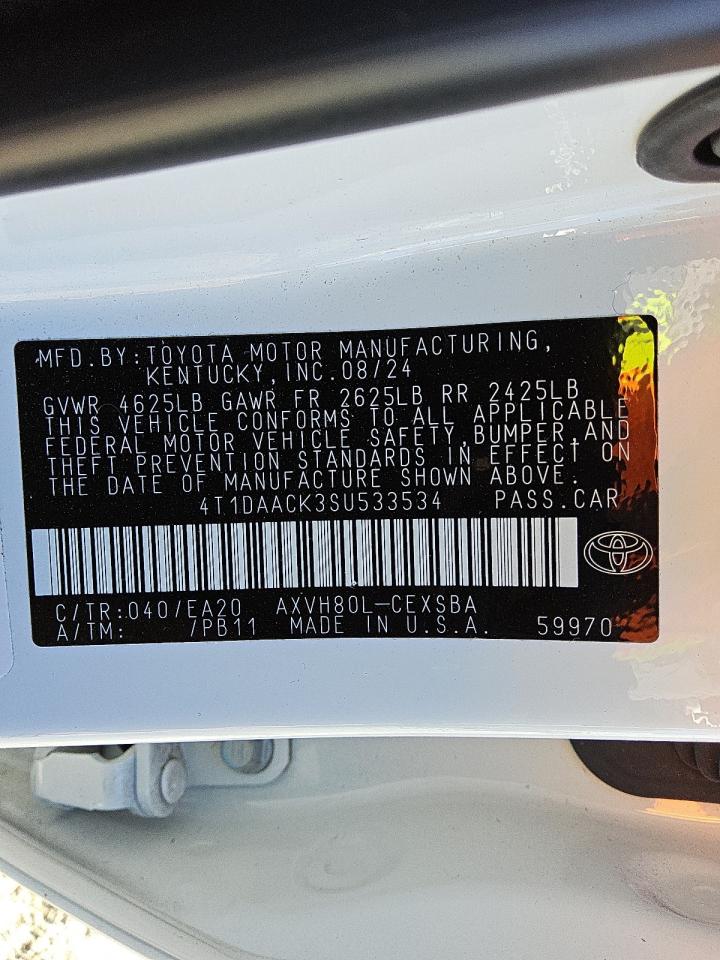 MFD.BY:TOYOTA MOTOR MANUFACTURING,
KENTUCKY,INC.08/24
GVWR 4625LB GAWR FR 2625LB RR 2425LB
THIS VEHICLE CONFORMS TO ALL APPLICABLE
FEDERAL MOTOR VEHICLE SAFETY,BUMPER,AND
THEFT PREVENTION STANDARDS IN EFFECT ON
THE DATE OF MANUFACTURE SHOWN ABOVE.
4T1DAACK3SU533534 PASS.CAR
C/TR:040/EA20 AXVH80L-CEXSBA
A/TM: /PB11 MADE IN U.S.A. 59970